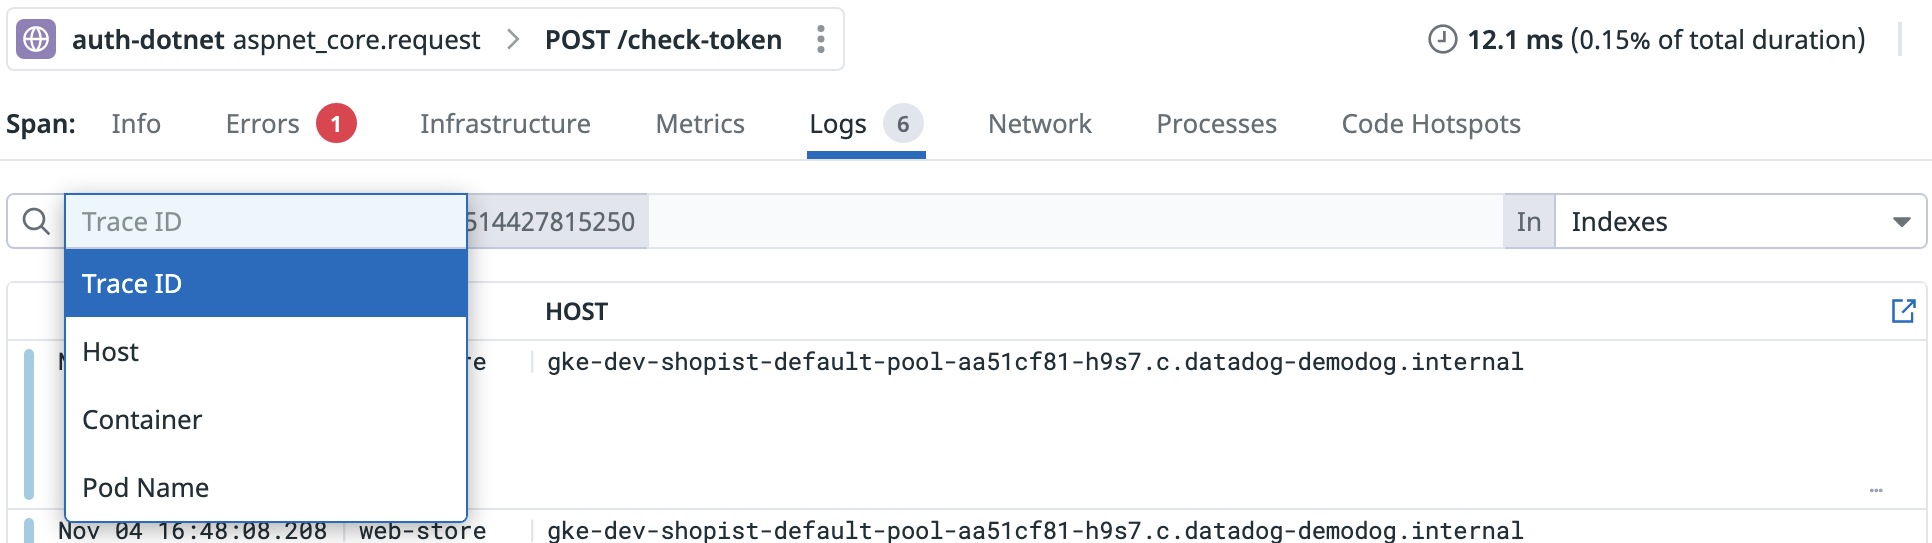 auth-dotnet aspnet_core.request > POST /check-token
12.1 ms (0.15% of total duration)
Span: Info Errors 1 Infrastructure Metrics Logs 6 Network Processes Code Hotspots
Trace ID 514427815250 In Indexes
Trace ID
Host
Container
Pod Name
HOST
gke-dev-shopist-default-pool-aa51cf81-h9s7.c.datadog-demodog.internal
...
Nov 04 16:48:08.208 web-store gke-dev-shopist-default-pool-aa51cf81-h9s7.c.datadog-demodog.internal